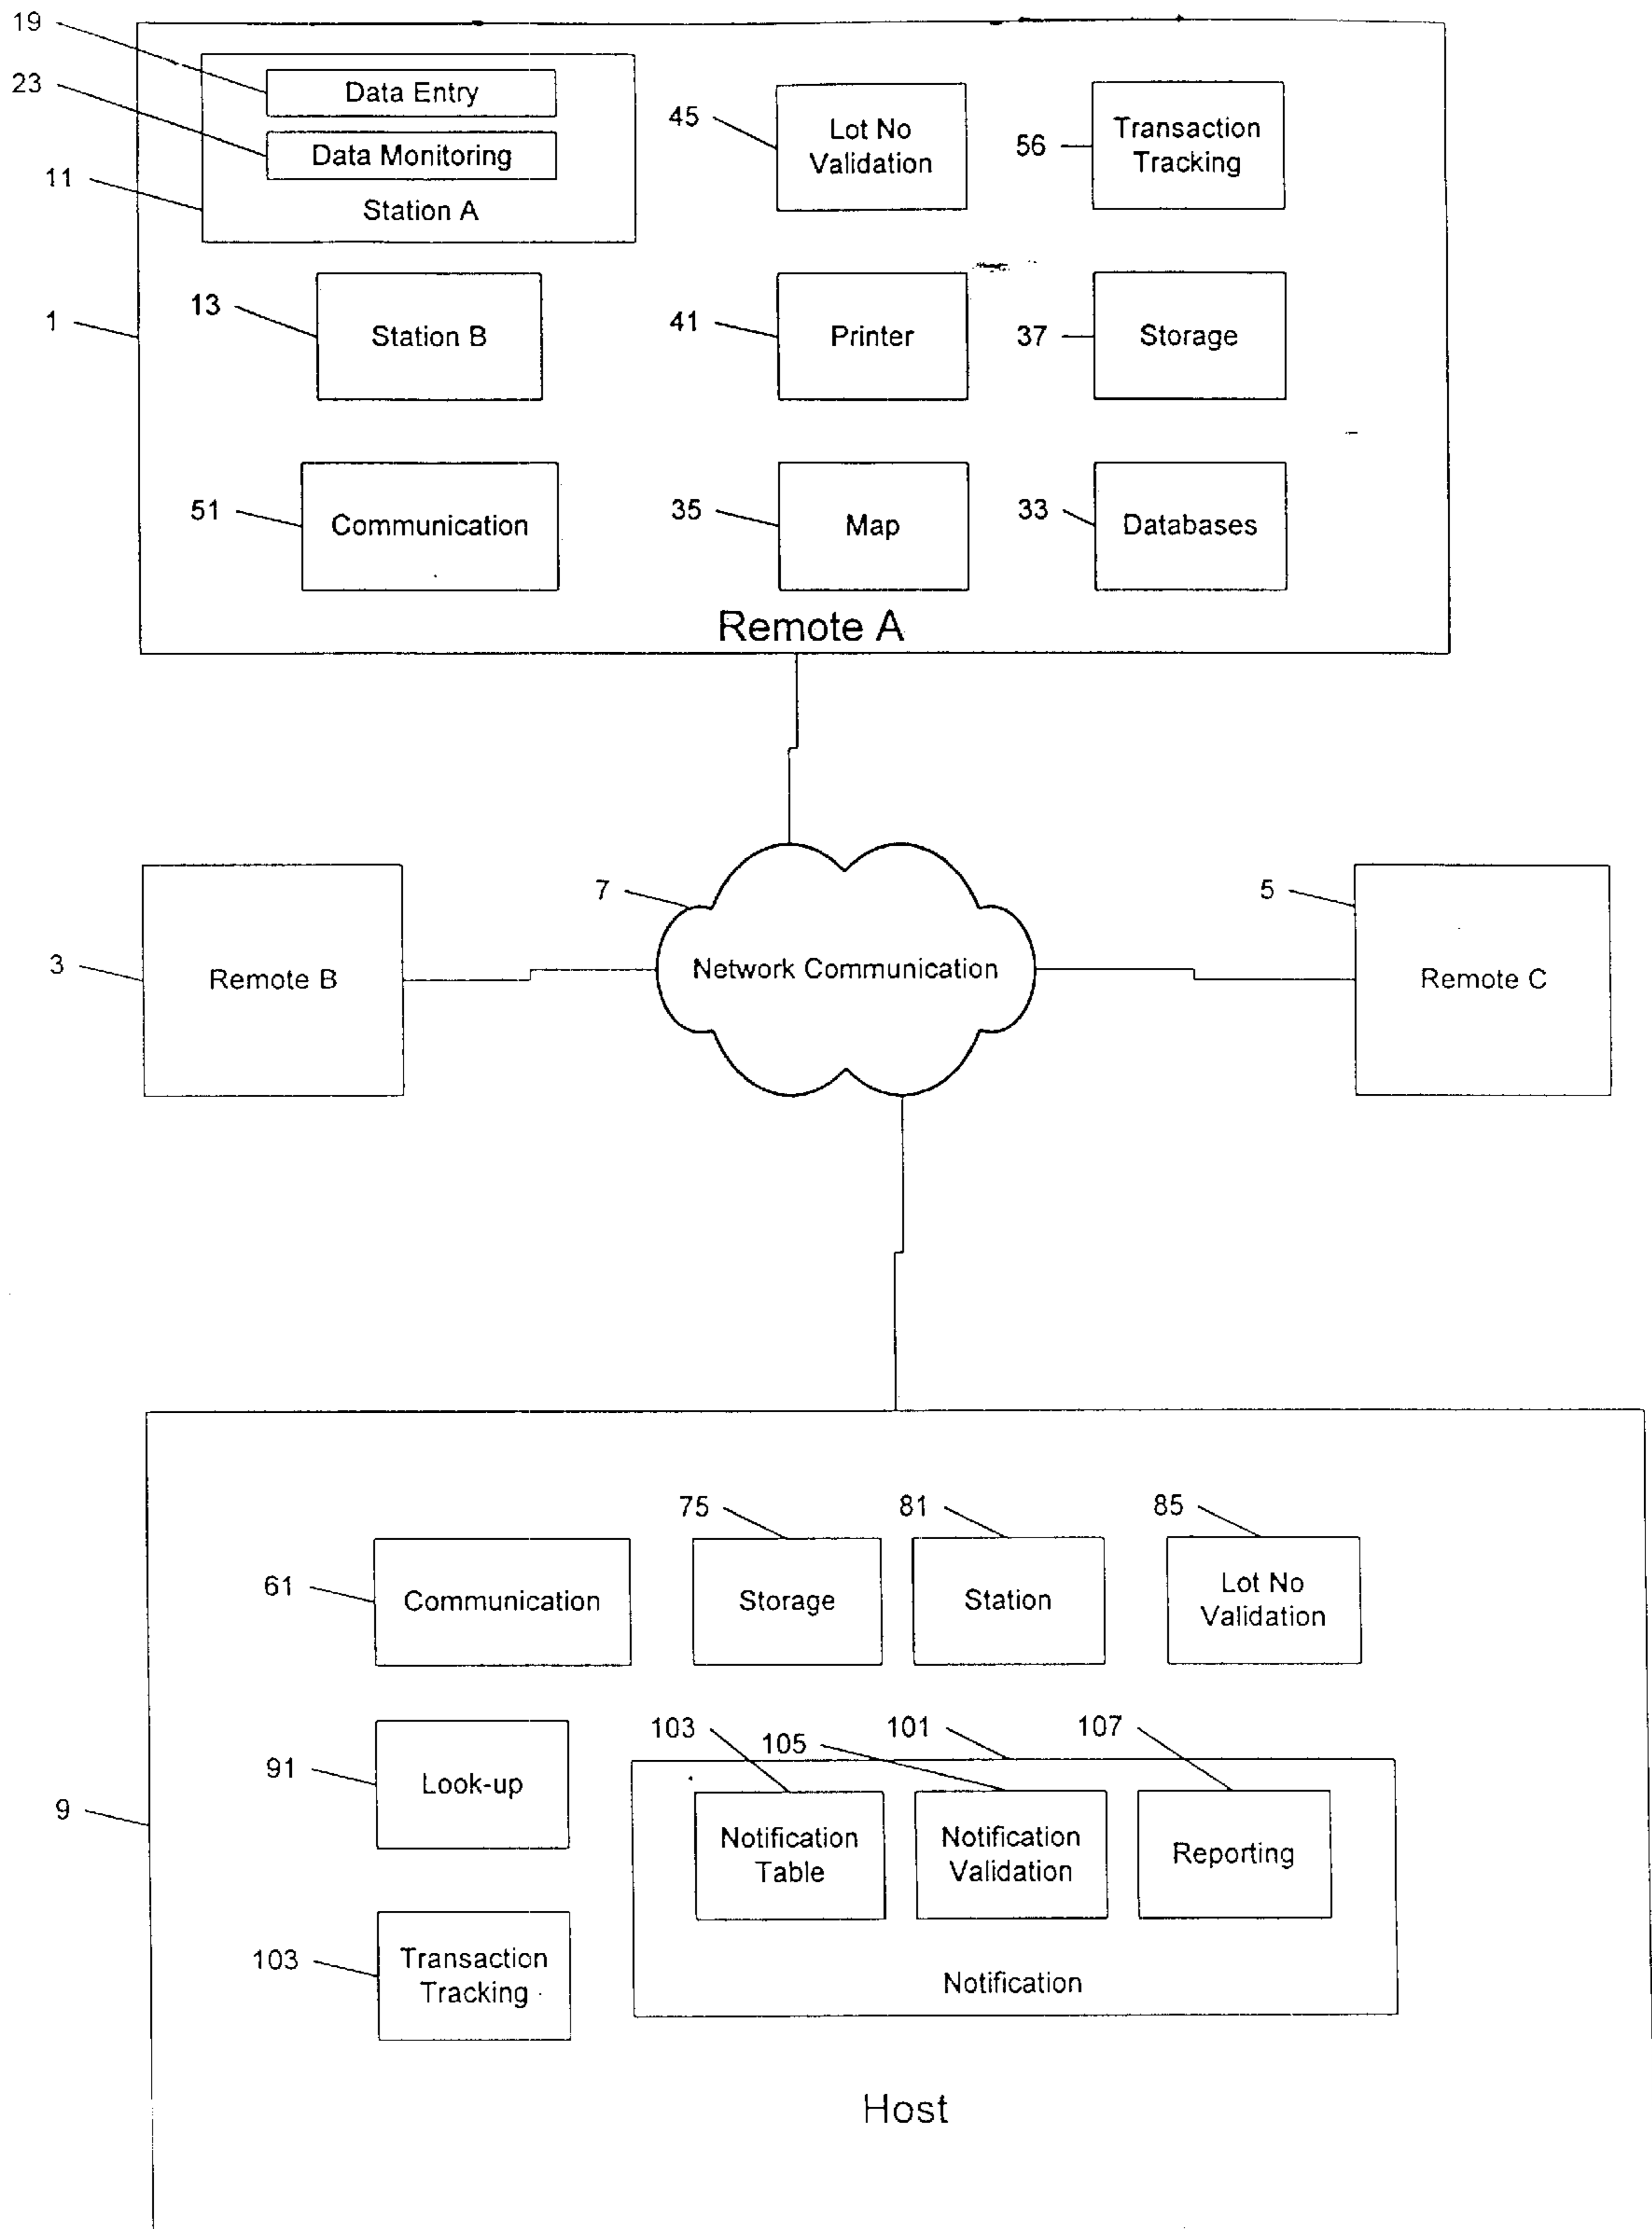 19
Data Entry
23
Data Monitoring
11
Station A
45
Lot No
Validation
56
Transaction
Tracking
1
13
Station B
41
Printer
37
Storage
51
Communication
35
Map
33
Databases
Remote A
3
Remote B
7
Network Communication
5
Remote C
61
Communication
75
Storage
81
Station
85
Lot No
Validation
91
Look-up
9
103
105
101
107
Notification
Table
Notification
Validation
Reporting
103
Transaction
Tracking
Notification
Host